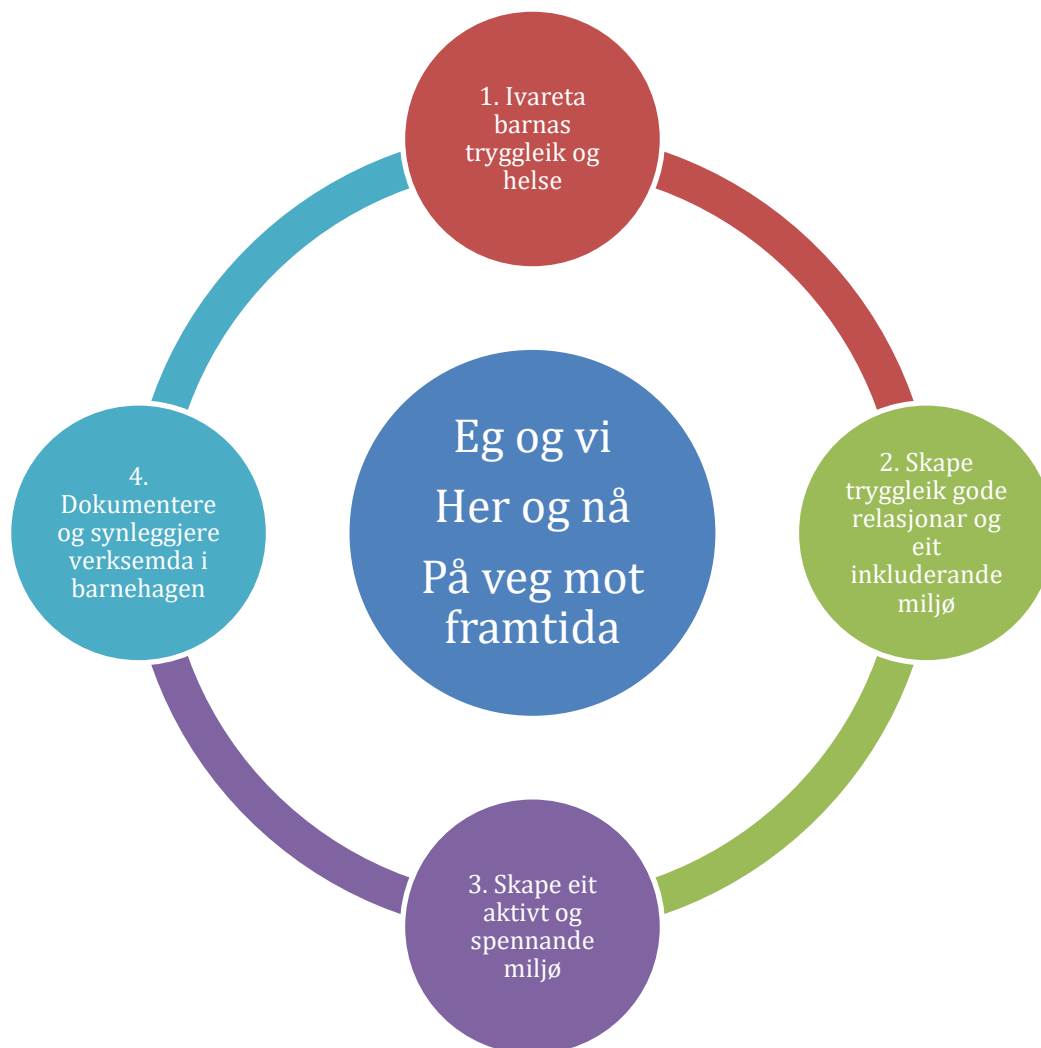 1. Ivareta
barnas
tryggleik og
helse
Eg og vi
Her og nå
På veg mot
framtida
2. Skape
tryggleik gode
relasjonar og
eit
inkluderande
miljø
3. Skape eit
aktivt og
spennande
miljø
4.
Dokumentere
og synleggjere
verksemda i
barnehagen